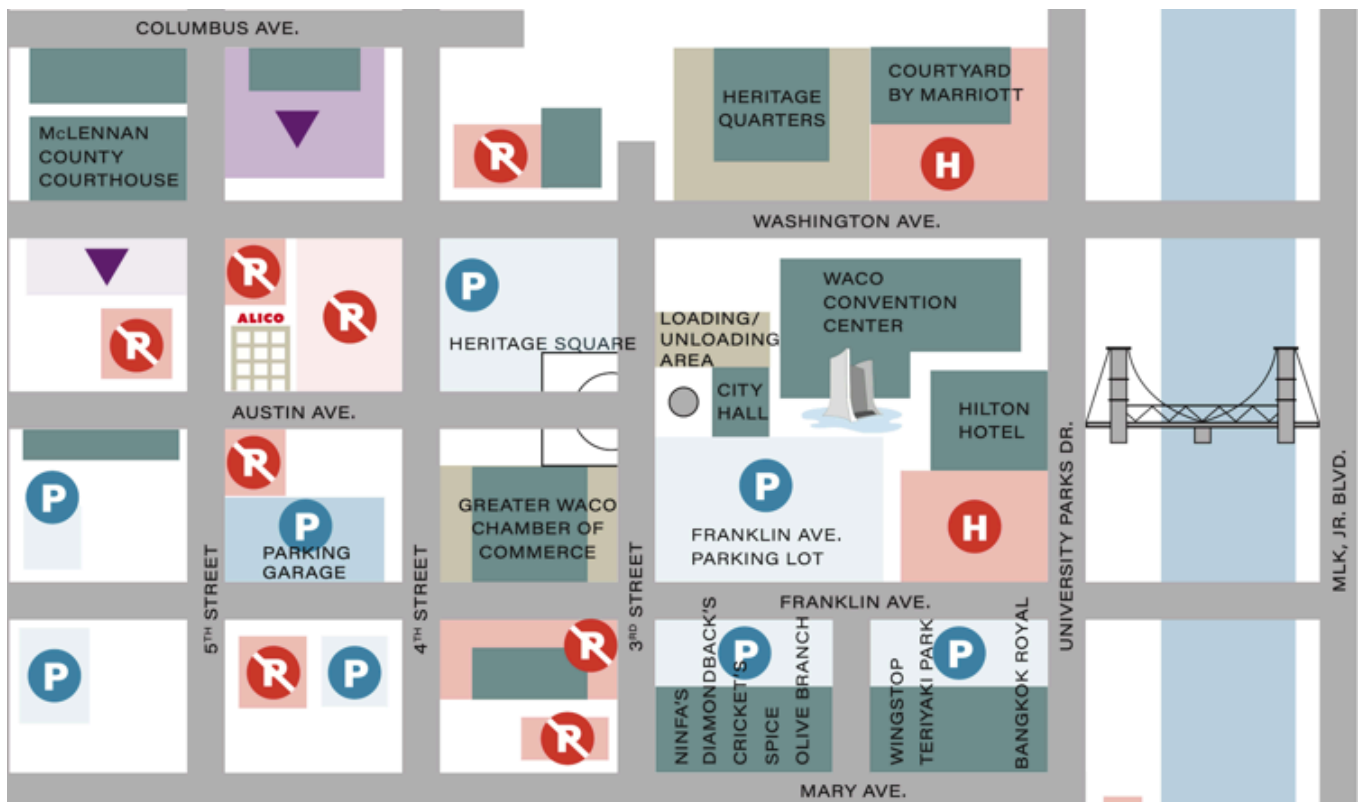 COLUMBUS AVE.
McLENNAN
COUNTY
COURTHOUSE
R
HERITAGE
QUARTERS
COURTYARD
BY MARRIOTT
H
WASHINGTON AVE.
R
R
R
ALICO
P
HERITAGE SQUARE
LOADING/
UNLOADING
AREA
CITY
HALL
WACO
CONVENTION
CENTER
HILTON
HOTEL
AUSTIN AVE.
P
R
P
PARKING
GARAGE
GREATER WACO
CHAMBER OF
COMMERCE
P
FRANKLIN AVE.
PARKING LOT
H
5TH STREET
4TH STREET
3RD STREET
UNIVERSITY PARKS DR.
MLK, JR. BLVD.
FRANKLIN AVE.
P
R
P
R
R
P
NINFA'S
DIAMONDBACK'S
CRICKET'S
SPICE
OLIVE BRANCH
P
WINGSTOP
TERIYAKI PARK
BANGKOK ROYAL
MARY AVE.